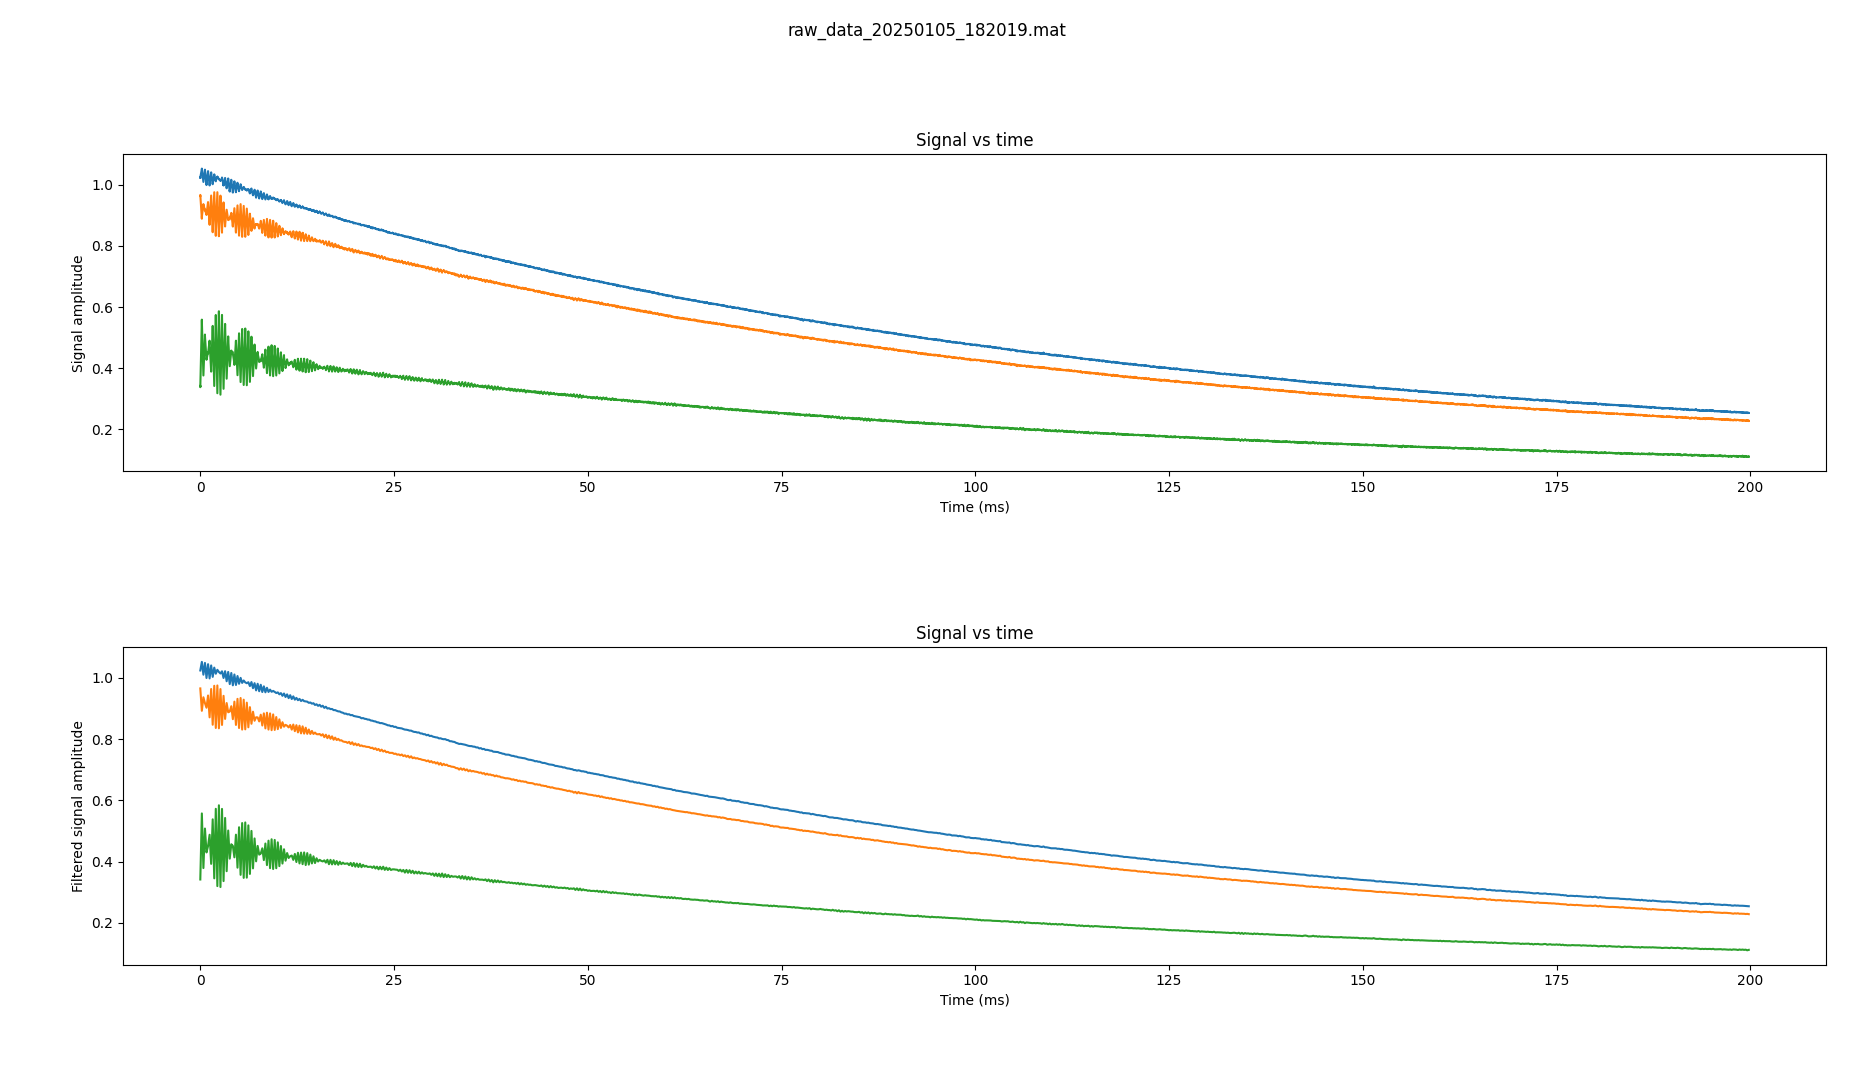 raw_data_20250105_182019.mat
Signal vs time
Signal amplitude
1.0
0.8
0.6
0.4
0.2
0 25 50 75 100 125 150 175 200
Time (ms)
Signal vs time
Filtered signal amplitude
1.0
0.8
0.6
0.4
0.2
0 25 50 75 100 125 150 175 200
Time (ms)